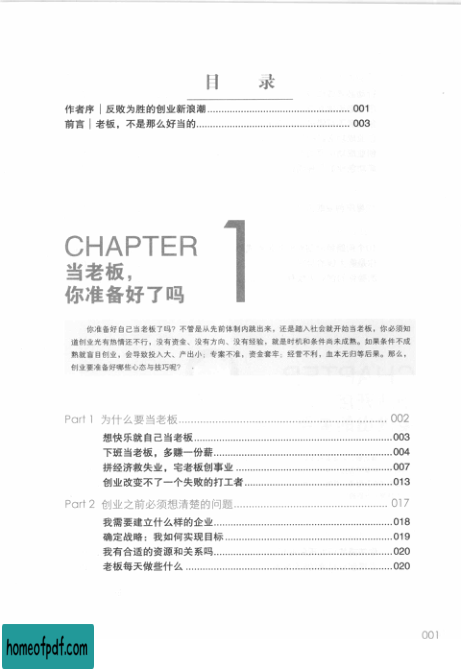 目 录
作者序｜反败为胜的创业新浪潮 001
前言｜老板，不是那么好当的 003
CHAPTER 1
当老板，
你准备好了吗
你准备好自己当老板了吗？不管是从先前体制内跳出来，还是踏入社会就开始当老板，你必须知
道创业光有热情还不行，没有资金、没有方向、没有经验，就是时机和条件尚未成熟。如果条件不成
熟就盲目创业，会导致投入大、产出小；专案不准，资金套牢；经营不利，血本无归等后果。那么，
创业要准备好哪些心态与技巧呢？
Part 1 为什么要当老板 002
想快乐就自己当老板 003
下班当老板，多赚一份薪 004
拼经济救失业，宅老板创事业 007
创业改变不了一个失败的打工者 013
Part 2 创业之前必须想清楚的问题 017
我需要建立什么样的企业 018
确定战略：我如何实现目标 019
我有合适的资源和关系吗 020
老板每天做些什么 020
001
homeofpdf.com